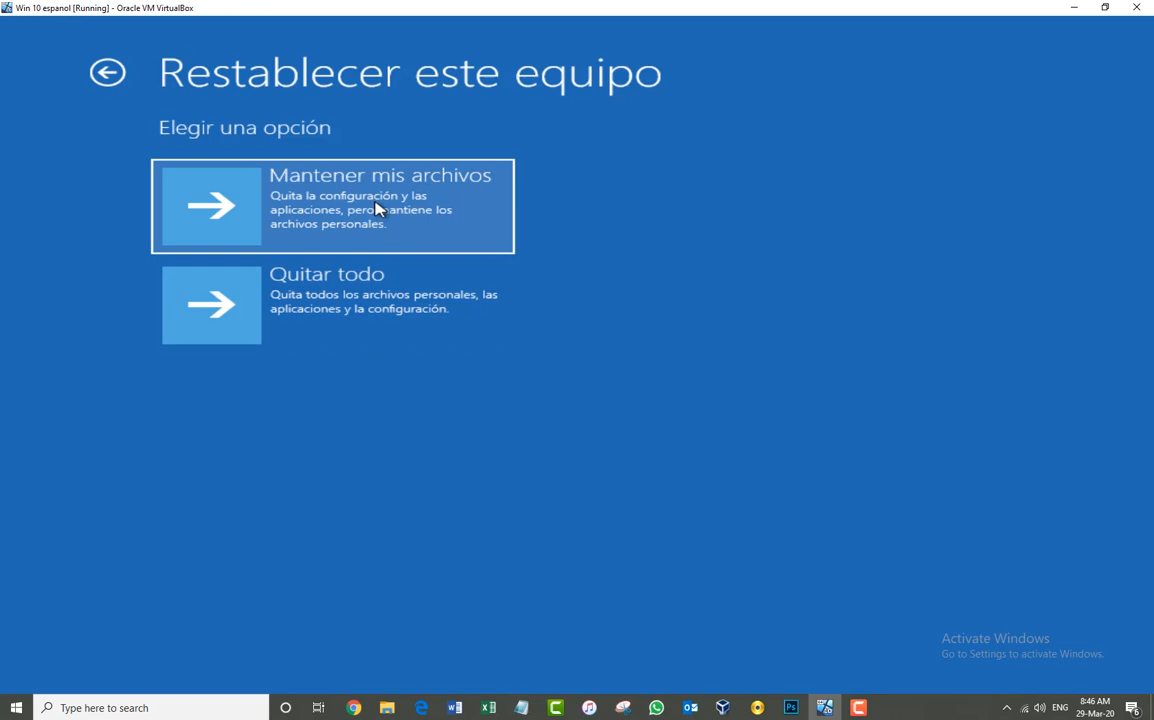 Win 10 espanol [Running] - Oracle VM VirtualBox
Restablecer este equipo
Elegir una opción
Mantener mis archivos
Quita la configuración y las
aplicaciones, pero mantiene los
archivos personales.
Quitar todo
Quita todos los archivos personales, las
aplicaciones y la configuración.
Activate Windows
Go to Settings to activate Windows.
Type here to search
ENG
8:46 AM
29-Mar-20
6